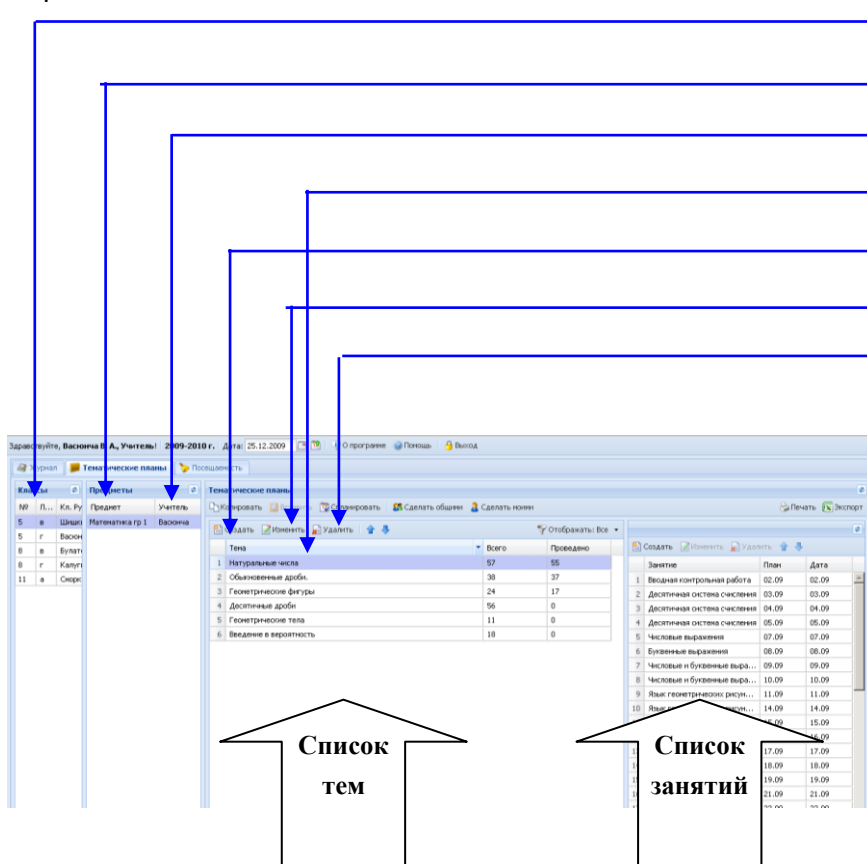 Здравствуйте, Васюнча В. А., Учитель! 2009-2010 г. Дата: 25.12.2009 О программе Помощь Выход
Журнал Тематические планы Посещаемость
Классы Предметы Тематические планы
№ П... Кл. Ру Предмет Учитель Копировать Сделать общими Сделать моими Печать Экспорт
5 в Шишк Математика гр 1 Васюнча Создать Изменить Удалить Отображать: Все
5 г Васюн
8 в Булат
8 г Калуг
11 а Сюрю
Тема Всего Проведено
1 Натуральные числа 57 55
2 Обыкновенные дроби. 38 37
3 Геометрические фигуры 24 17
4 Десятичные дроби 56 0
5 Геометрические тела 11 0
6 Введение в вероятность 18 0
Создать Изменить Удалить
Занятие План Дата
1 Вводная контрольная работа 02.09 02.09
2 Десятичная система счисления 03.09 03.09
3 Десятичная система счисления 04.09 04.09
4 Десятичная система счисления 05.09 05.09
5 Числовые выражения 07.09 07.09
6 Буквенные выражения 08.09 08.09
7 Числовые и буквенные выра... 09.09 09.09
8 Числовые и буквенные выра... 10.09 10.09
9 Язык геометрических рисун... 11.09 11.09
10 Язык 14.09 14.09
15.09
16.09
17.09 17.09
18.09 18.09
19.09 19.09
21.09 21.09
Список
тем
Список
занятий